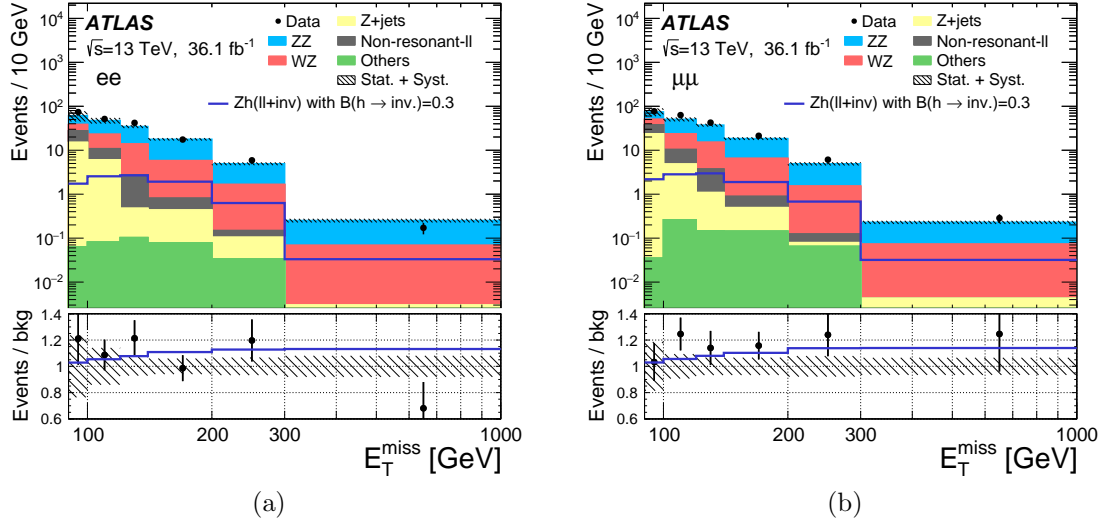 ATLAS
√s=13 TeV, 36.1 fb⁻¹
ee
Data
ZZ
WZ
Z+jets
Non-resonant-ll
Others
Stat. + Syst.
Zh(ll+inv) with B(h → inv.)=0.3
Events / 10 GeV
10⁴
10³
10²
10
1
10⁻¹
10⁻²
Events / bkg
1.4
1.2
1
0.8
0.6
100 200 300 1000
E_T^miss [GeV]
(a)
ATLAS
√s=13 TeV, 36.1 fb⁻¹
μμ
Data
ZZ
WZ
Z+jets
Non-resonant-ll
Others
Stat. + Syst.
Zh(ll+inv) with B(h → inv.)=0.3
Events / 10 GeV
10⁴
10³
10²
10
1
10⁻¹
10⁻²
Events / bkg
1.4
1.2
1
0.8
0.6
100 200 300 1000
E_T^miss [GeV]
(b)